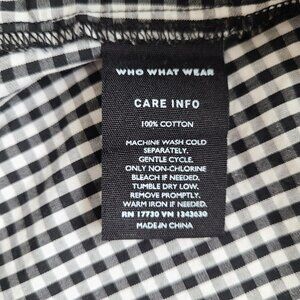 WHO WHAT WEAR
CARE INFO
100% COTTON
MACHINE WASH COLD
SEPARATELY.
GENTLE CYCLE.
ONLY NON-CHLORINE
BLEACH IF NEEDED.
TUMBLE DRY LOW.
REMOVE PROMPTLY.
WARM IRON IF NEEDED.
RN 17730 VN 1343630
MADE IN CHINA